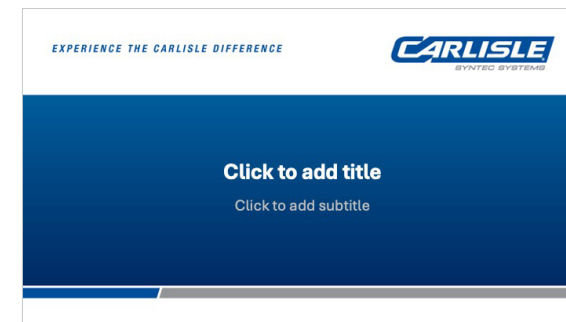 EXPERIENCE THE CARLISLE DIFFERENCE
CARLISLE
SYNTEC SYSTEMS
Click to add title
Click to add subtitle